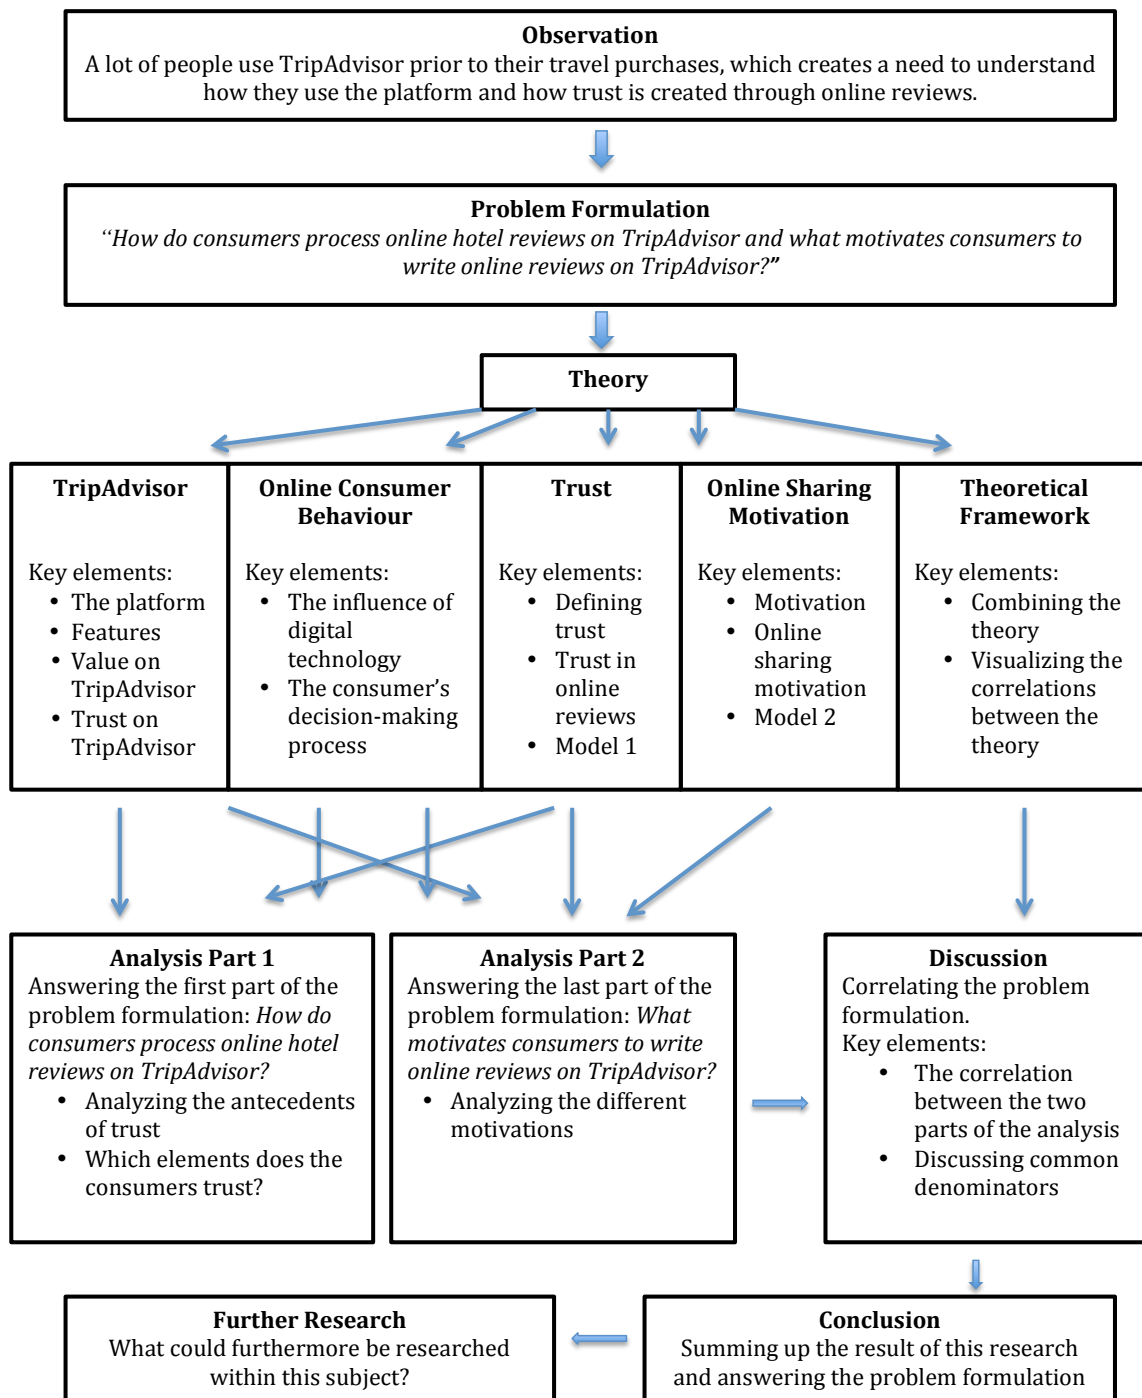 Observation
A lot of people use TripAdvisor prior to their travel purchases, which creates a need to understand
how they use the platform and how trust is created through online reviews.
Problem Formulation
“How do consumers process online hotel reviews on TripAdvisor and what motivates consumers to
write online reviews on TripAdvisor?”
Theory
TripAdvisor
Key elements:
• The platform
• Features
• Value on
TripAdvisor
• Trust on
TripAdvisor
Online Consumer
Behaviour
Key elements:
• The influence of
digital
technology
• The consumer’s
decision-making
process
Trust
Key elements:
• Defining
trust
• Trust in
online
reviews
• Model 1
Online Sharing
Motivation
Key elements:
• Motivation
• Online
sharing
motivation
• Model 2
Theoretical
Framework
Key elements:
• Combining the
theory
• Visualizing the
correlations
between the
theory
Analysis Part 1
Answering the first part of the
problem formulation: How do
consumers process online hotel
reviews on TripAdvisor?
• Analyzing the antecedents
of trust
• Which elements does the
consumers trust?
Analysis Part 2
Answering the last part of the
problem formulation: What
motivates consumers to write
online reviews on TripAdvisor?
• Analyzing the different
motivations
Discussion
Correlating the problem
formulation.
Key elements:
• The correlation
between the two
parts of the analysis
• Discussing common
denominators
Further Research
What could furthermore be researched
within this subject?
Conclusion
Summing up the result of this research
and answering the problem formulation